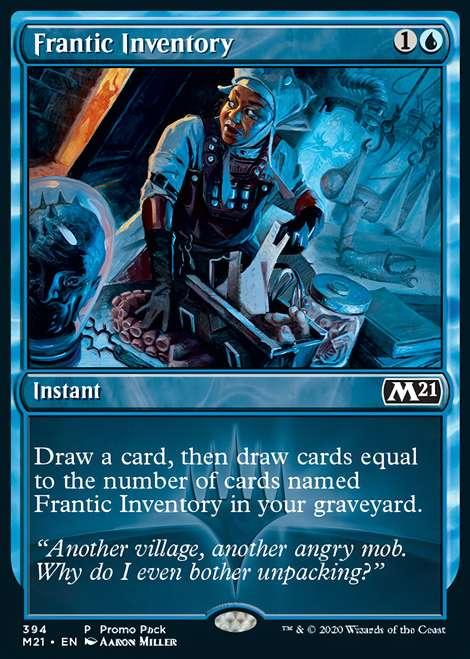 Frantic Inventory 1
Instant M21
Draw a card, then draw cards equal
to the number of cards named
Frantic Inventory in your graveyard.
“Another village, another angry mob.
Why do I even bother unpacking?”
394 P Promo Pack
M21 • EN Aaron Miller ™ & © 2020 Wizards of the Coast